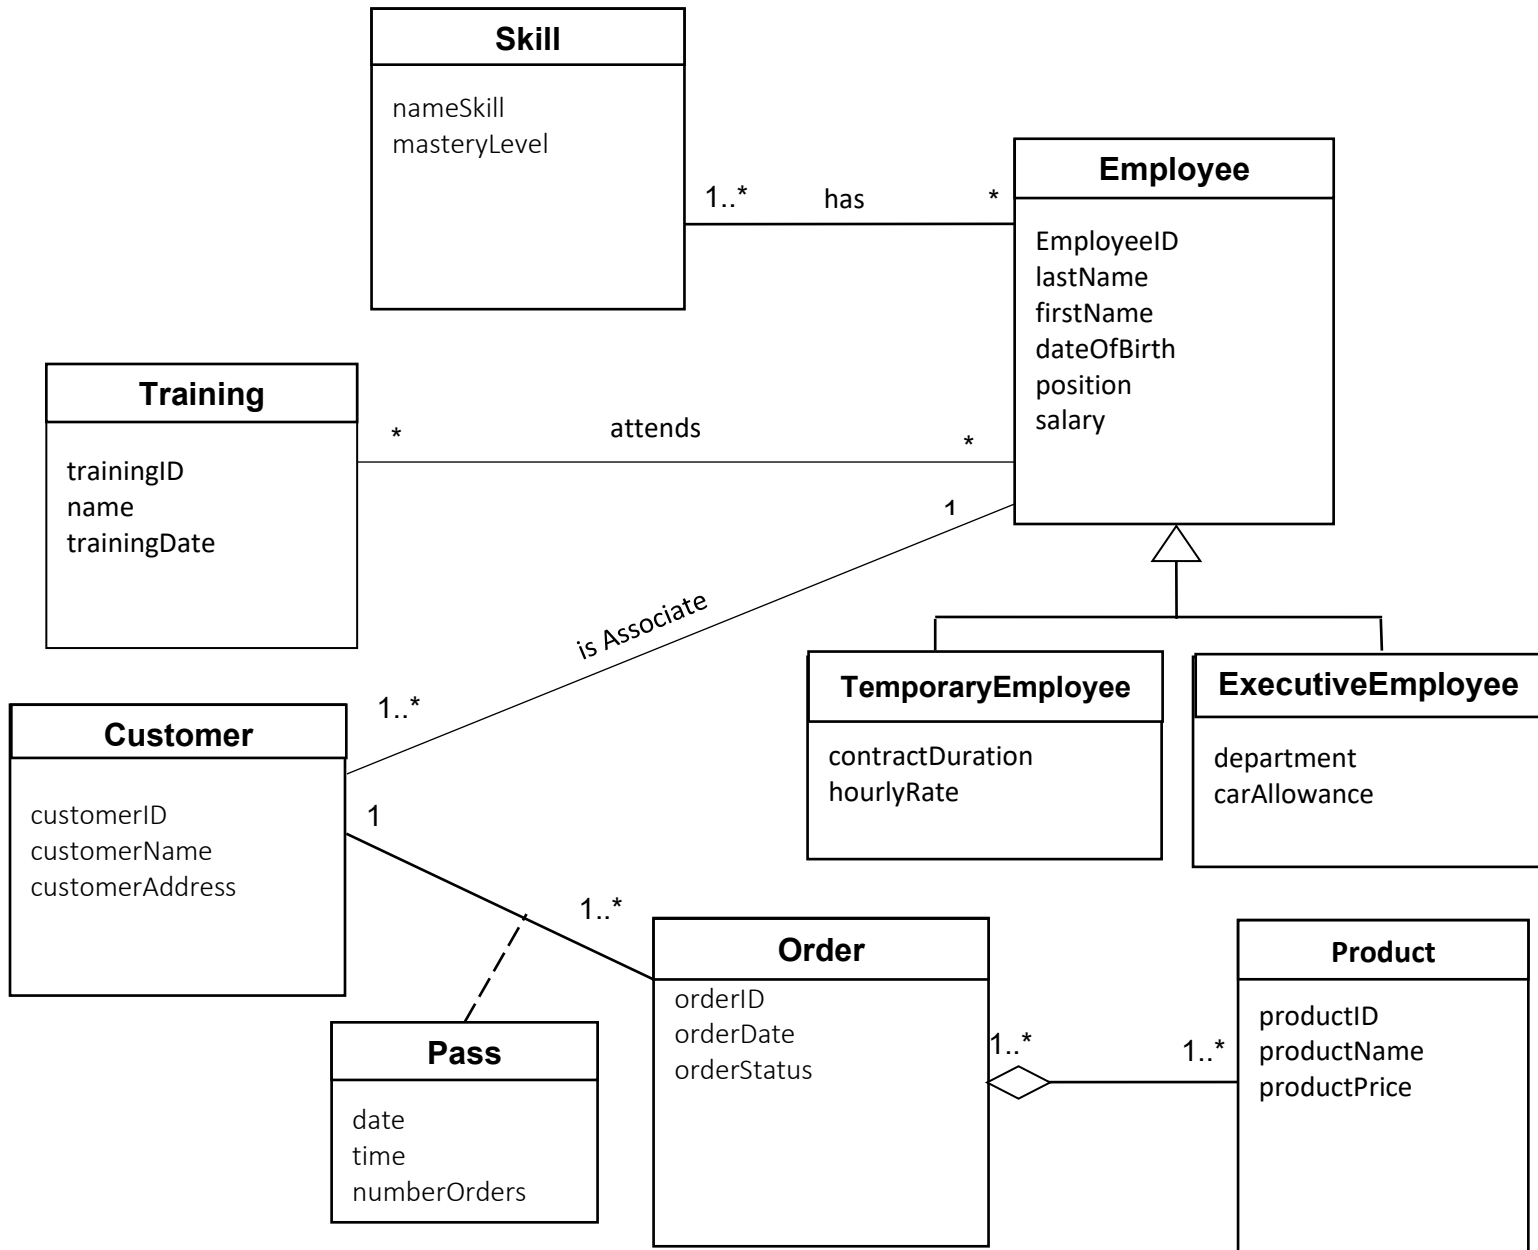 Skill
nameSkill
masteryLevel
1..*
has
*
Employee
EmployeeID
lastName
firstName
dateOfBirth
position
salary
Training
trainingID
name
trainingDate
*
attends
*
1
is Associate
1..*
TemporaryEmployee
contractDuration
hourlyRate
ExecutiveEmployee
department
carAllowance
Customer
customerID
customerName
customerAddress
1
1..*
Pass
date
time
numberOrders
Order
orderID
orderDate
orderStatus
1..*
1..*
Product
productID
productName
productPrice